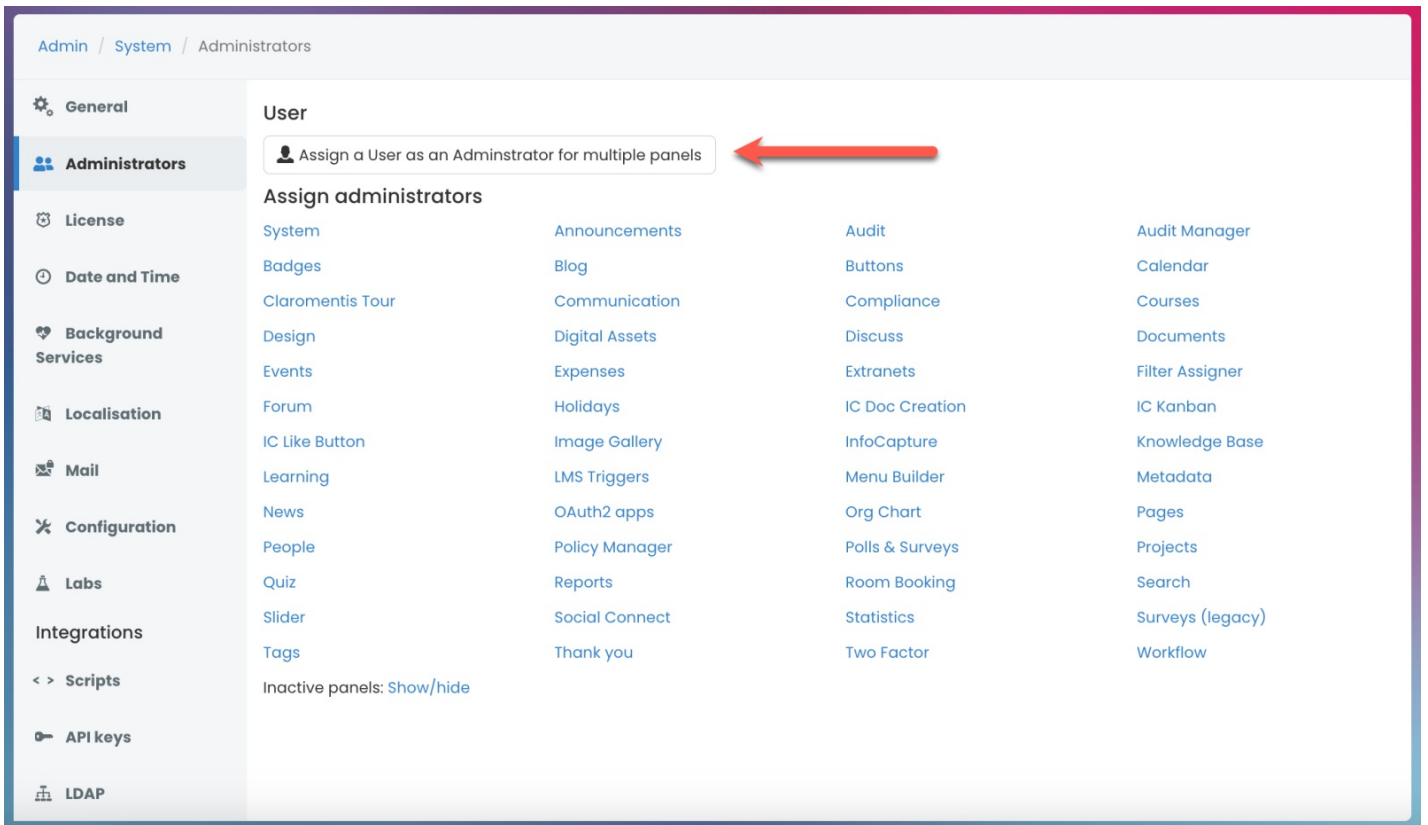 Admin / System / Administrators
General
Administrators
License
Date and Time
Background
Services
Localisation
Mail
Configuration
Labs
Integrations
< > Scripts
API keys
LDAP
User
Assign a User as an Adminstrator for multiple panels
Assign administrators
System Announcements Audit Audit Manager
Badges Blog Buttons Calendar
Claromentis Tour Communication Compliance Courses
Design Digital Assets Discuss Documents
Events Expenses Extranets Filter Assigner
Forum Holidays IC Doc Creation IC Kanban
IC Like Button Image Gallery InfoCapture Knowledge Base
Learning LMS Triggers Menu Builder Metadata
News OAuth2 apps Org Chart Pages
People Policy Manager Polls & Surveys Projects
Quiz Reports Room Booking Search
Slider Social Connect Statistics Surveys (legacy)
Tags Thank you Two Factor Workflow
Inactive panels: Show/hide